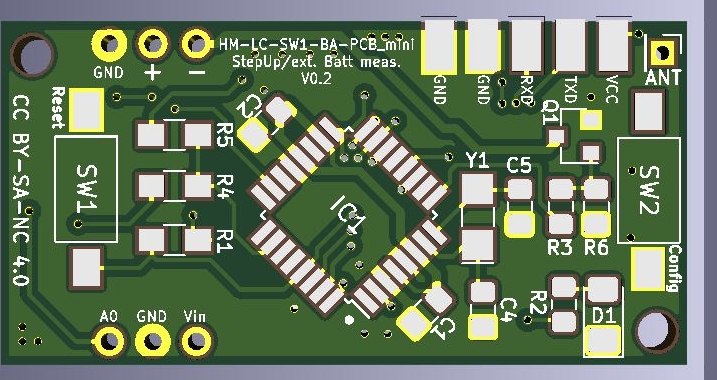 HM-LC-SW1-BA-PCB_mini
StepUp/ext. Batt meas.
V0.2
GND
+
-
GND
GND
RXD
TXD
VCC
ANT
Reset
CC BY-SA-NC 4.0
SW1
R5
R4
R1
C2
IC1
Y1
C5
Q1
SW2
R3
R6
Config
C1
C4
R2
D1
A0
GND
Vin